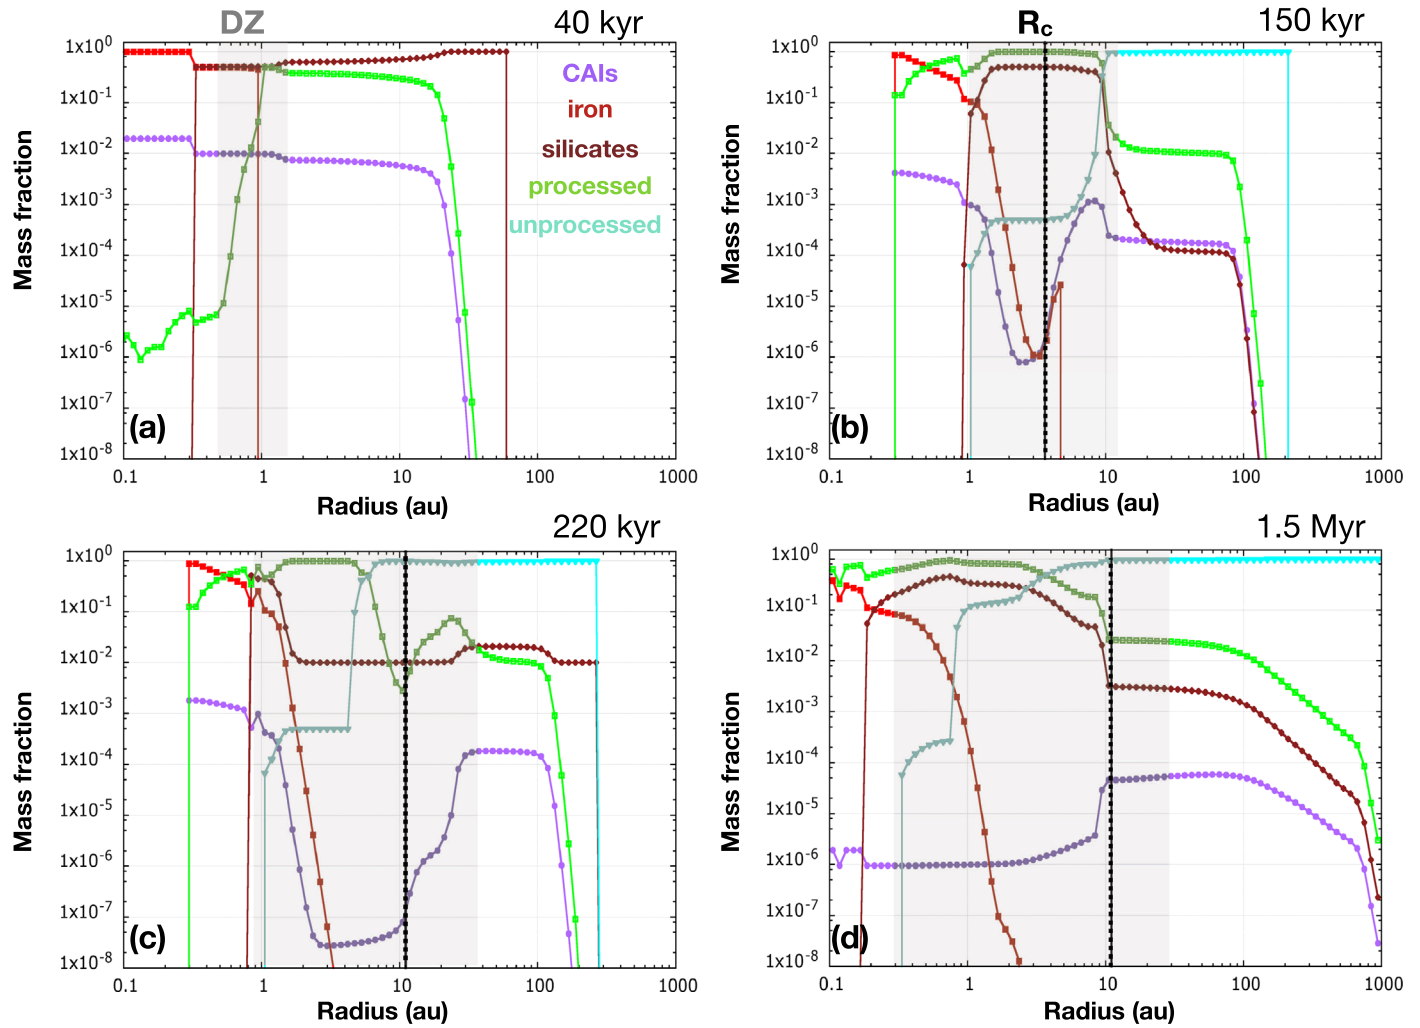 DZ 40 kyr
Mass fraction
1x10⁰
1x10⁻¹
1x10⁻²
1x10⁻³
1x10⁻⁴
1x10⁻⁵
1x10⁻⁶
1x10⁻⁷
1x10⁻⁸
CAIs
iron
silicates
processed
unprocessed
(a)
0.1 1 10 100 1000
Radius (au)
Rc 150 kyr
Mass fraction
1x10⁰
1x10⁻¹
1x10⁻²
1x10⁻³
1x10⁻⁴
1x10⁻⁵
1x10⁻⁶
1x10⁻⁷
1x10⁻⁸
(b)
0.1 1 10 100 1000
Radius (au)
220 kyr
Mass fraction
1x10⁰
1x10⁻¹
1x10⁻²
1x10⁻³
1x10⁻⁴
1x10⁻⁵
1x10⁻⁶
1x10⁻⁷
1x10⁻⁸
(c)
0.1 1 10 100 1000
Radius (au)
1.5 Myr
Mass fraction
1x10⁰
1x10⁻¹
1x10⁻²
1x10⁻³
1x10⁻⁴
1x10⁻⁵
1x10⁻⁶
1x10⁻⁷
1x10⁻⁸
(d)
0.1 1 10 100 1000
Radius (au)